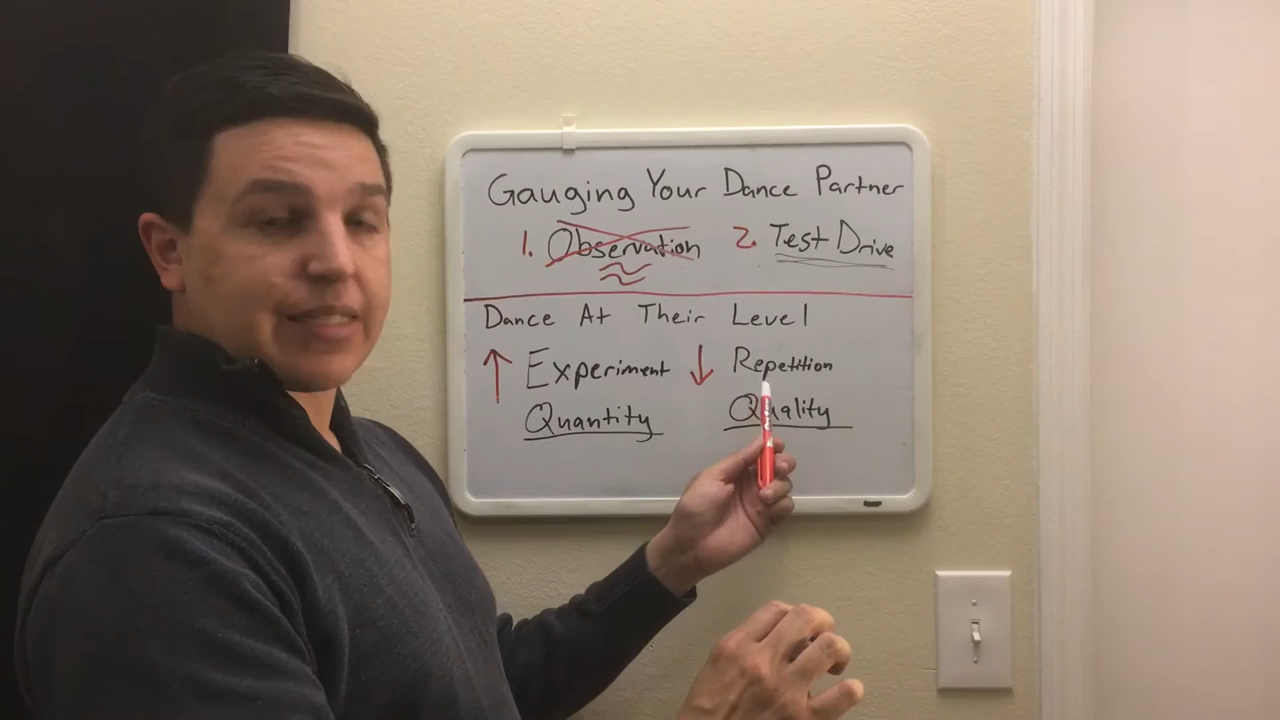 Gauging Your Dance Partner
1. Observation 2. Test Drive
Dance At Their Level
↑ Experiment ↓ Repetition
Quantity Quality